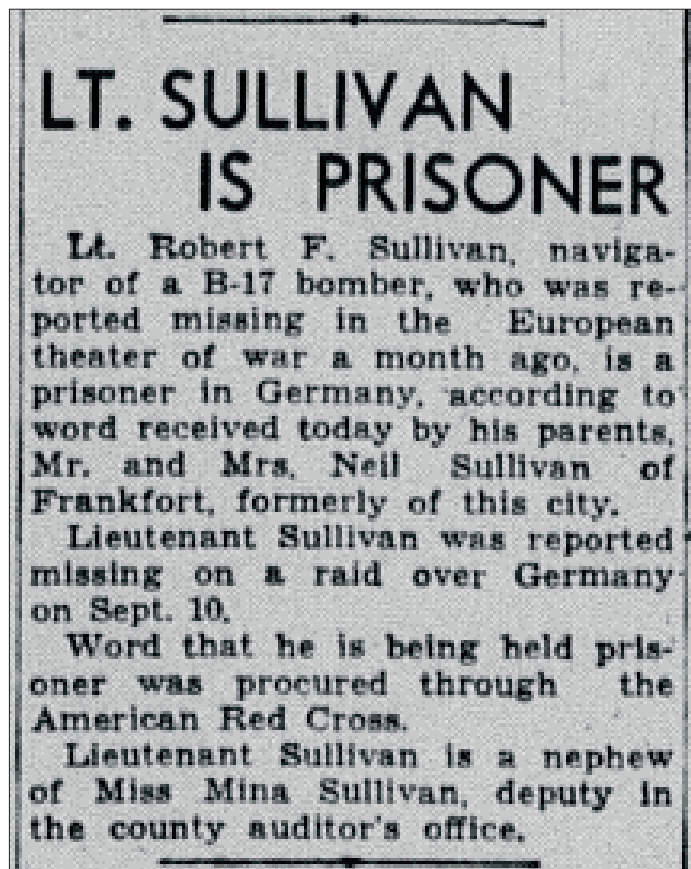 LT. SULLIVAN
IS PRISONER
Lt. Robert F. Sullivan, naviga-
tor of a B-17 bomber, who was re-
ported missing in the European
theater of war a month ago, is a
prisoner in Germany, according to
word received today by his parents,
Mr. and Mrs. Neil Sullivan of
Frankfort, formerly of this city.
Lieutenant Sullivan was reported
missing on a raid over Germany
on Sept. 10.
Word that he is being held pris-
oner was procured through the
American Red Cross.
Lieutenant Sullivan is a nephew
of Miss Mina Sullivan, deputy in
the county auditor's office.